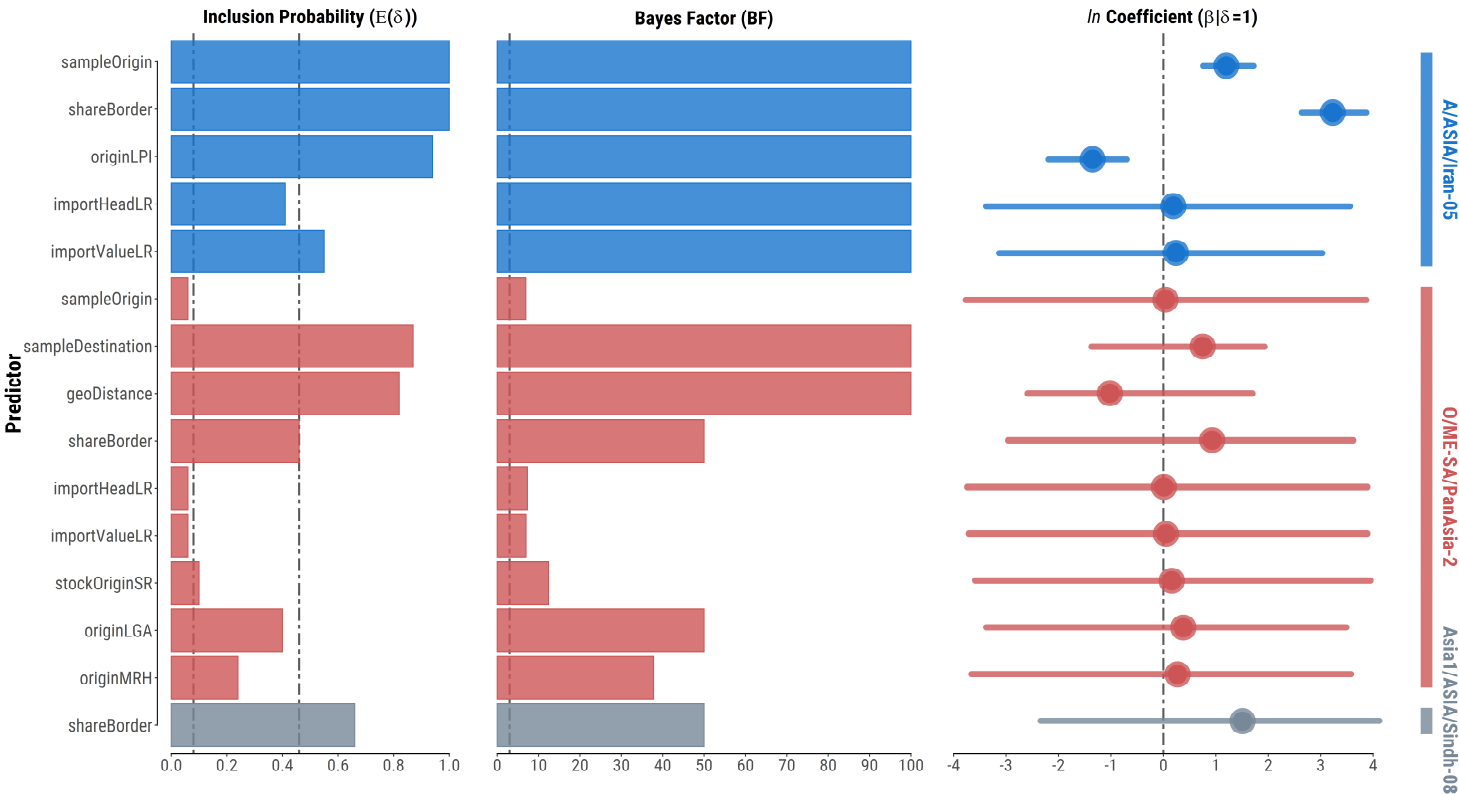 Inclusion Probability (E(δ))
Bayes Factor (BF)
ln Coefficient (β|δ=1)
Predictor
sampleOrigin
shareBorder
originLPI
importHeadLR
importValueLR
sampleOrigin
sampleDestination
geoDistance
shareBorder
importHeadLR
importValueLR
stockOriginSR
originLGA
originMRH
shareBorder
0.0 0.2 0.4 0.6 0.8 1.0
0 10 20 30 40 50 60 70 80 90 100
-4 -3 -2 -1 0 1 2 3 4
A/ASIA/Iran-05
O/ME-SA/PanAsia-2
Asia1/ASIA/Sindh-08